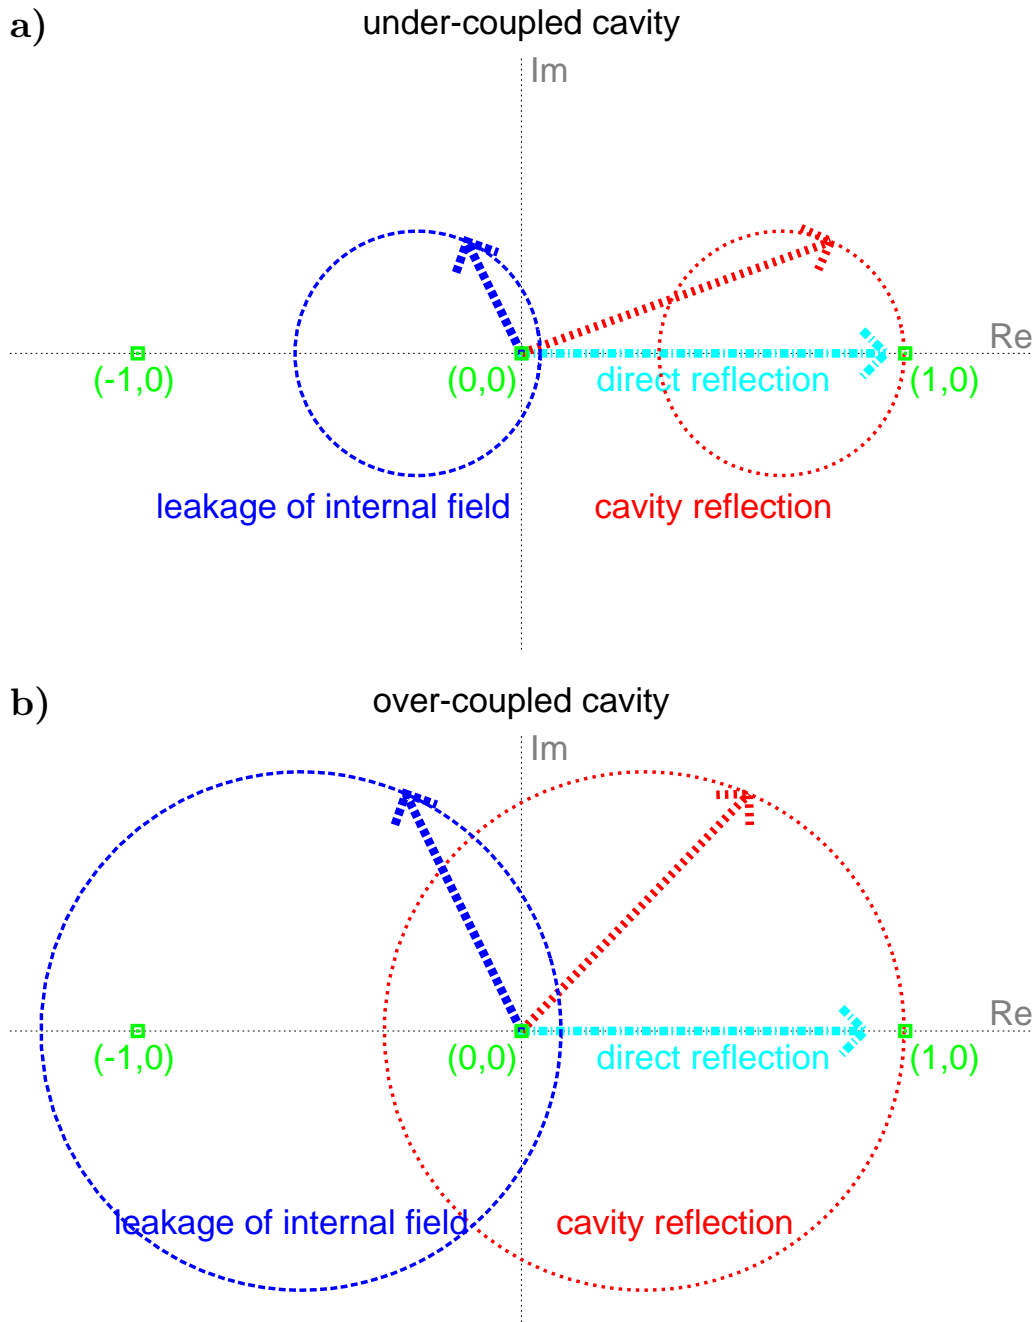 a)
under-coupled cavity
Im
Re
(-1,0)
(0,0)
direct reflection
(1,0)
leakage of internal field
cavity reflection
b)
over-coupled cavity
Im
Re
(-1,0)
(0,0)
direct reflection
(1,0)
leakage of internal field
cavity reflection